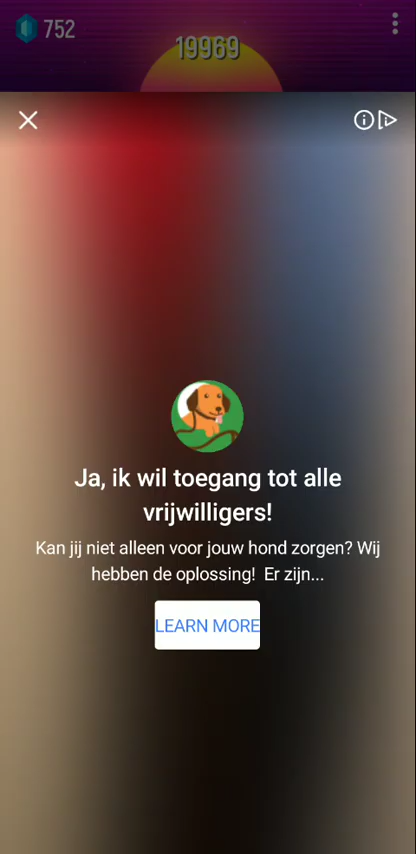 752
19969
Ja, ik wil toegang tot alle
vrijwilligers!
Kan jij niet alleen voor jouw hond zorgen? Wij
hebben de oplossing!  Er zijn...
LEARN MORE